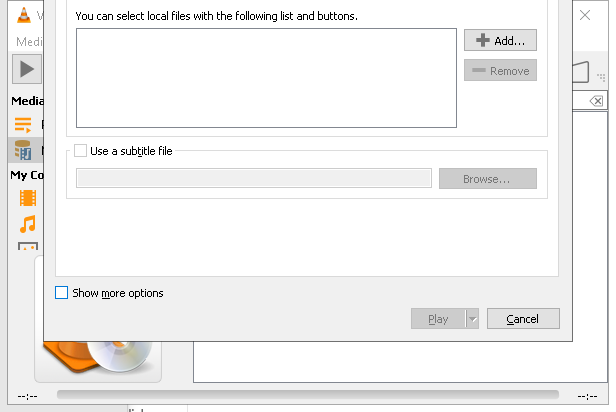 You can select local files with the following list and buttons.
Add...
Remove
Medi
Media
Use a subtitle file
Browse...
My Co
Show more options
Play
Cancel
--:--
--:--